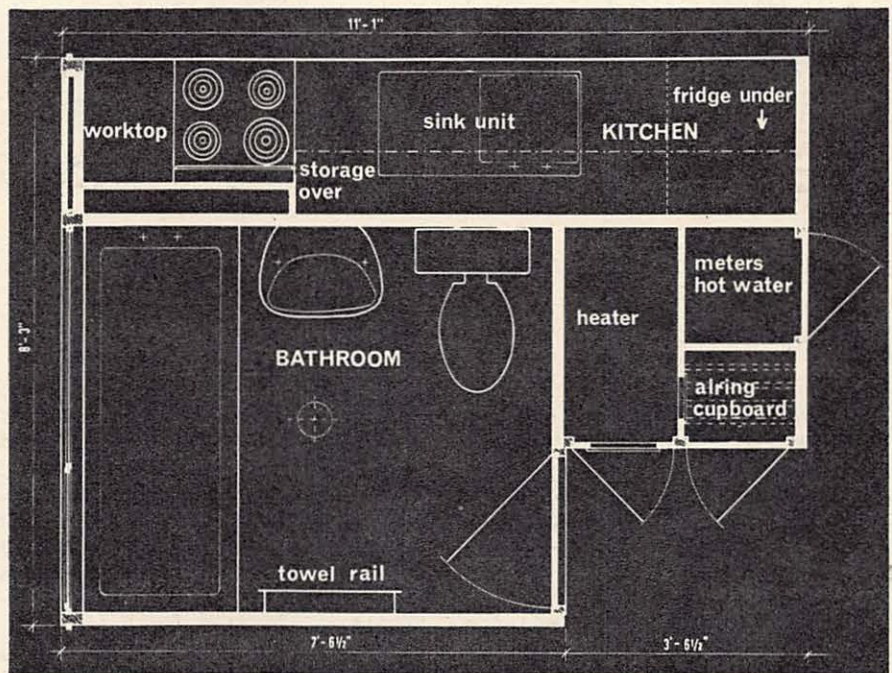 11'-1"
fridge under
worktop
sink unit
KITCHEN
storage
over
meters
hot water
heater
8'-3"
BATHROOM
airing
cupboard
towel rail
7'-6½"
3'-6½"